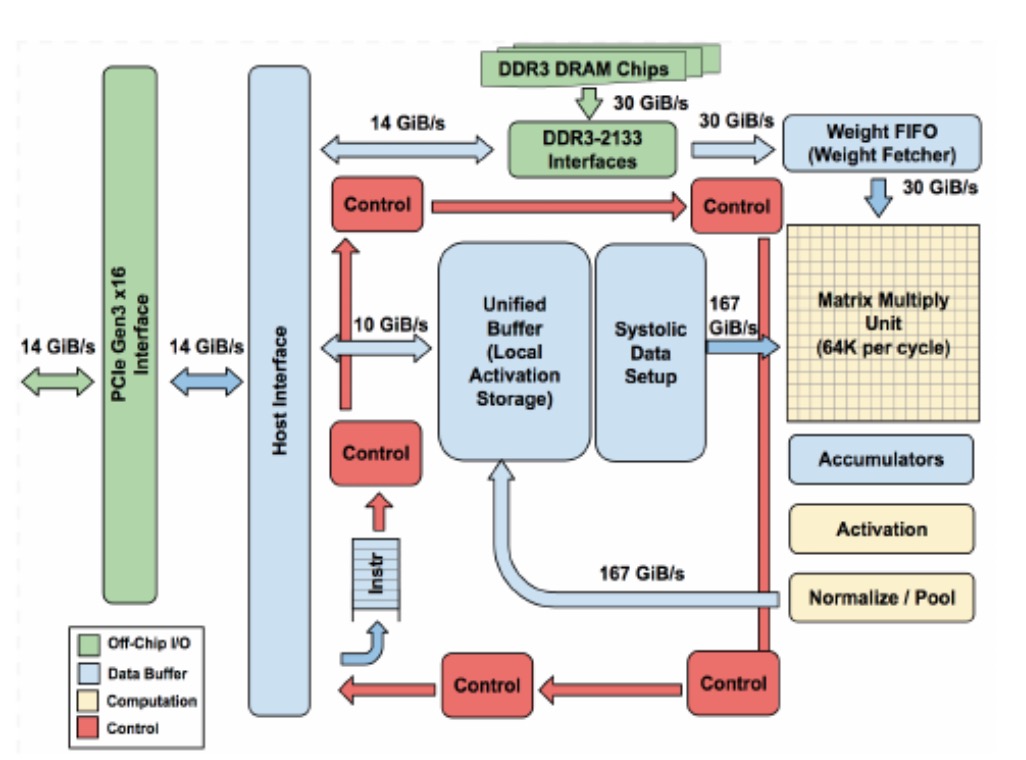 DDR3 DRAM Chips
30 GiB/s
14 GiB/s
DDR3-2133
Interfaces
30 GiB/s
Weight FIFO
(Weight Fetcher)
30 GiB/s
Control
Control
PCIe Gen3 x16
Interface
Host Interface
14 GiB/s
14 GiB/s
10 GiB/s
Unified
Buffer
(Local
Activation
Storage)
Systolic
Data
Setup
167
GiB/s
Matrix Multiply
Unit
(64K per cycle)
Control
Accumulators
Activation
Instr
167 GiB/s
Normalize / Pool
Control
Control
Off-Chip I/O
Data Buffer
Computation
Control